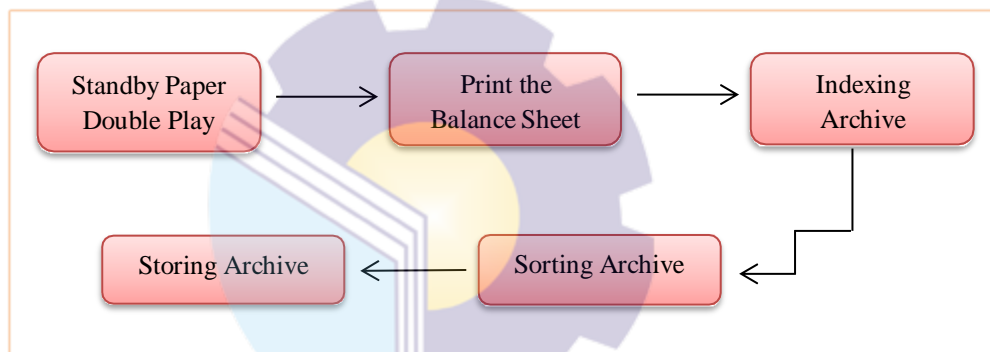 Standby Paper
Double Play
Print the
Balance Sheet
Indexing
Archive
Sorting Archive
Storing Archive